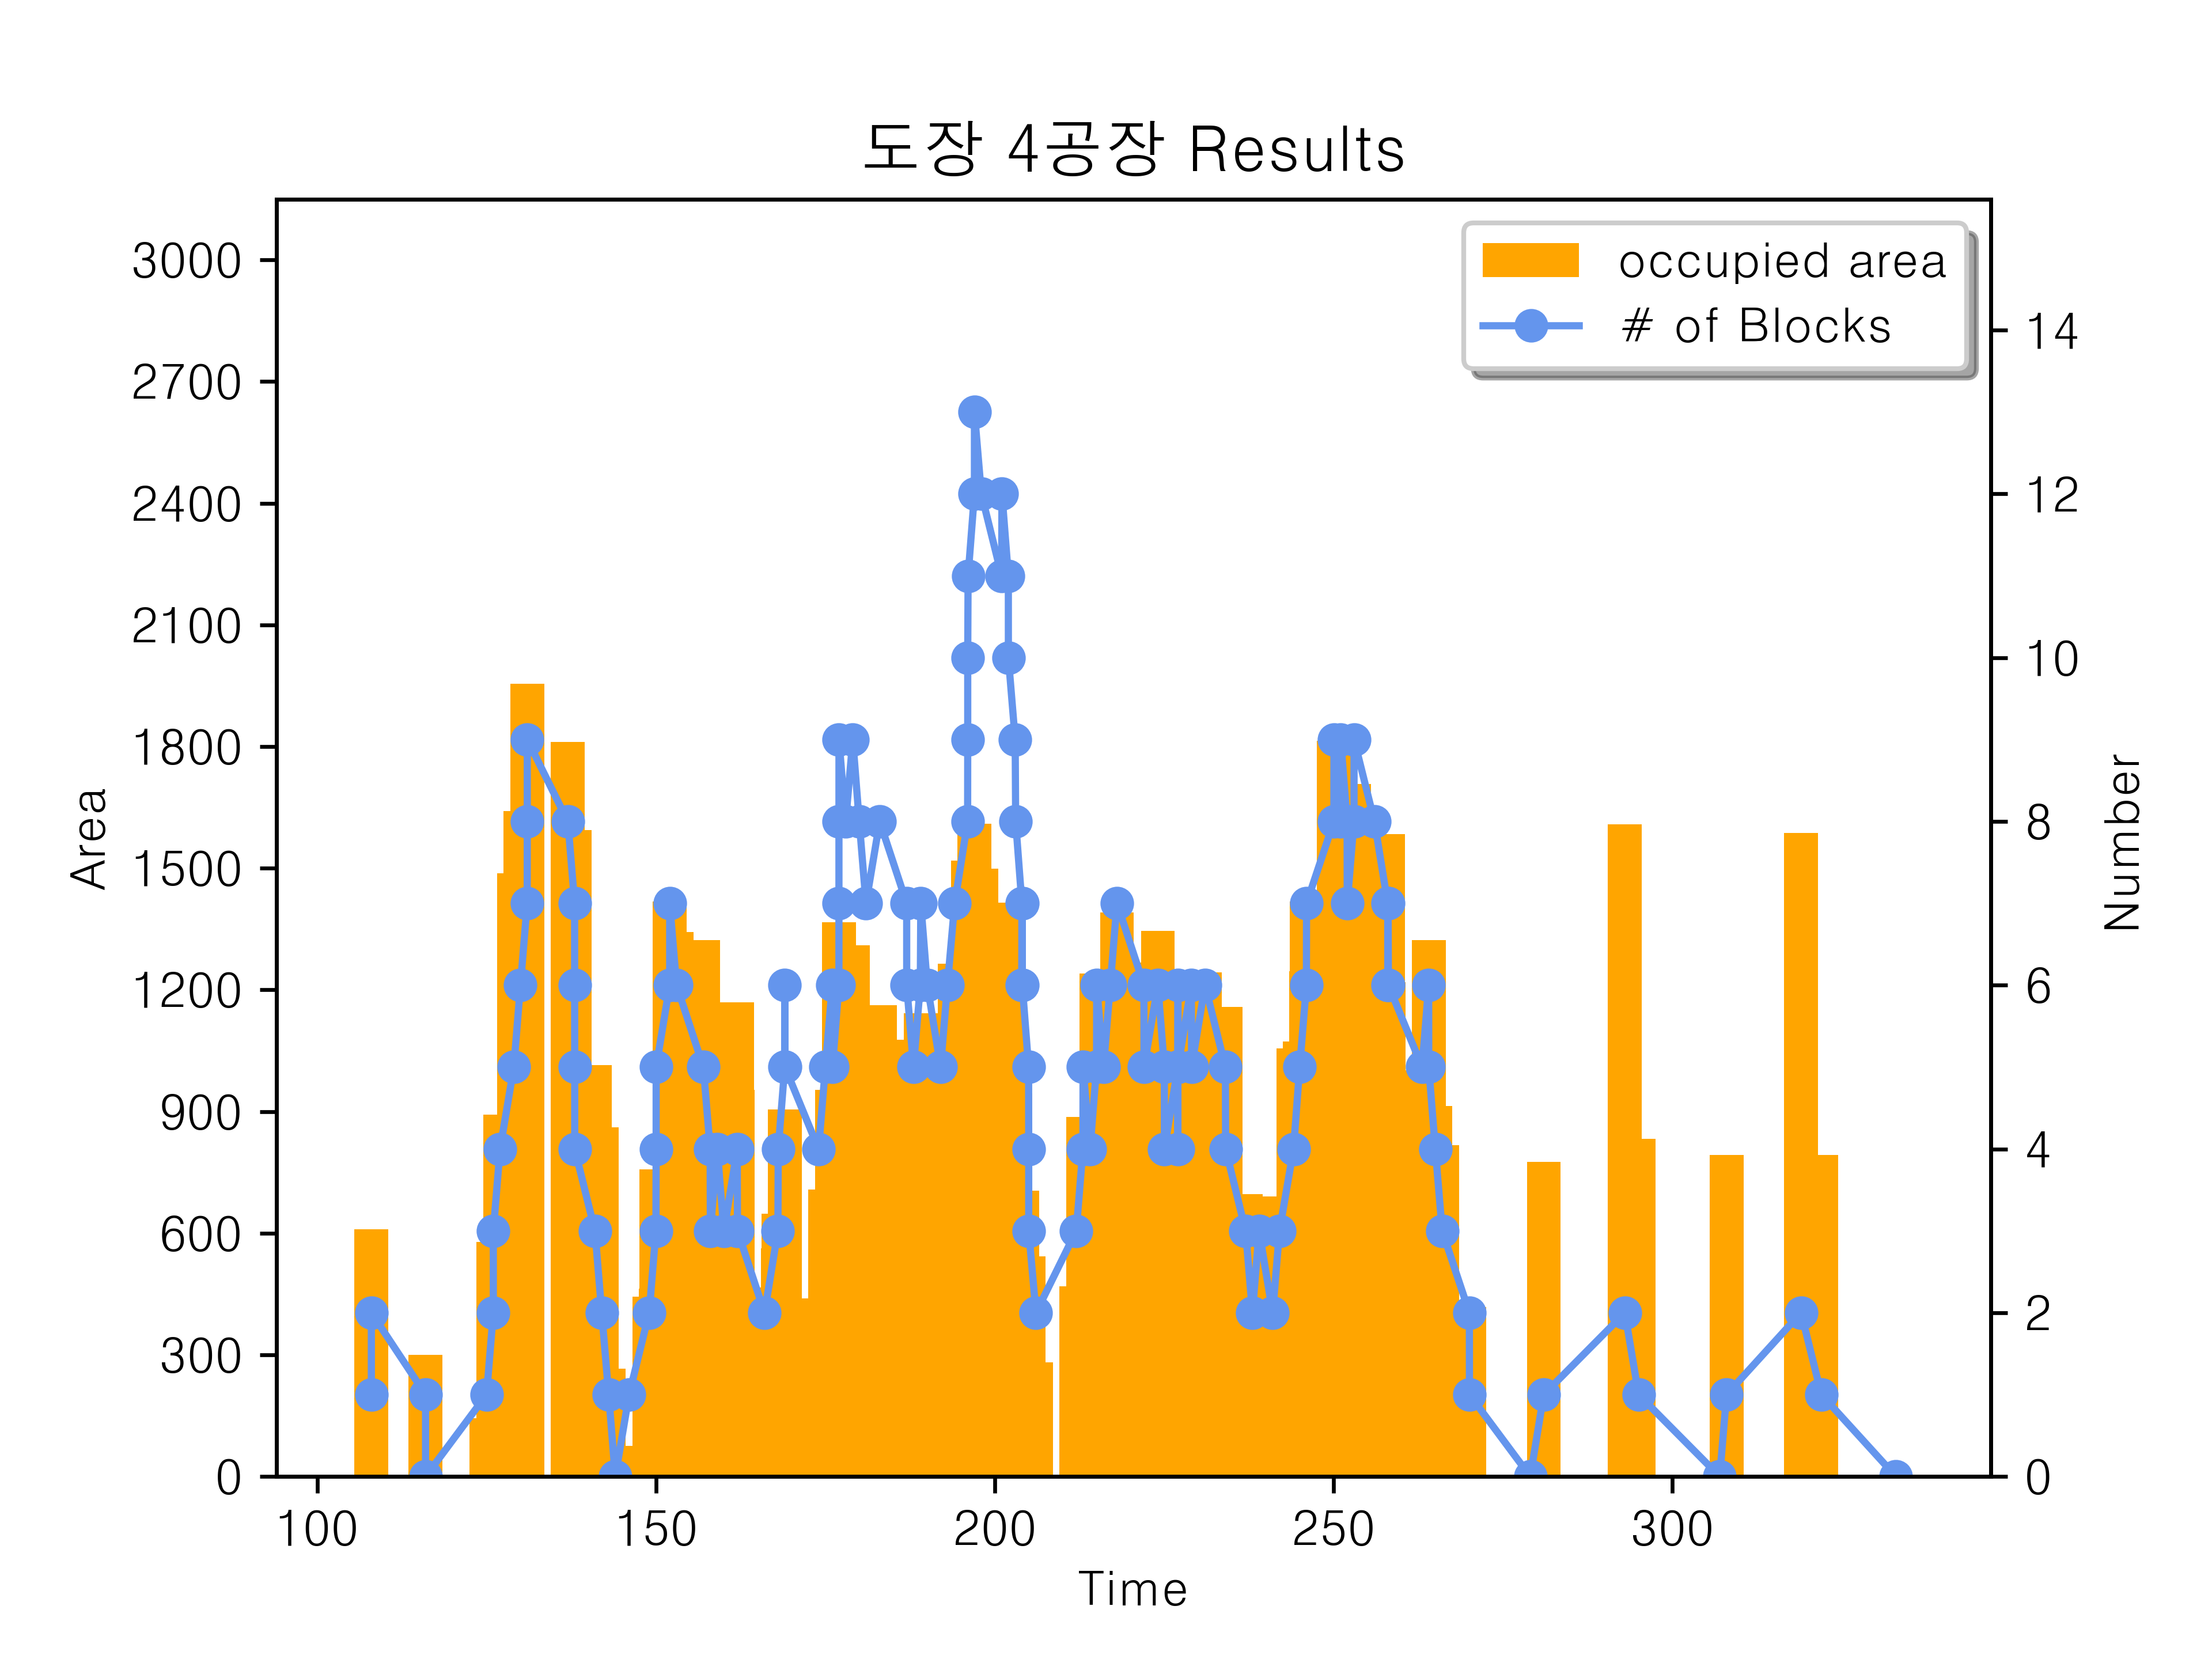 도장 4공장 Results
occupied area
# of Blocks
3000
2700
2400
2100
1800
1500
1200
900
600
300
0
Area
14
12
10
8
6
4
2
0
Number
100 150 200 250 300
Time